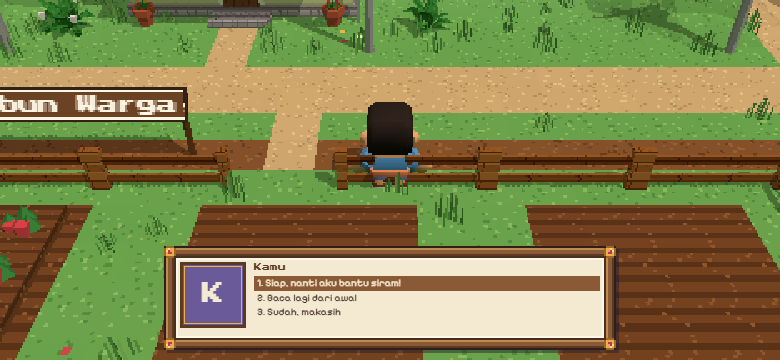 bun Warga
Kamu
K
1. Siap, nanti aku bantu siram!
2. Baca lagi dari awal
3. Sudah, makasih